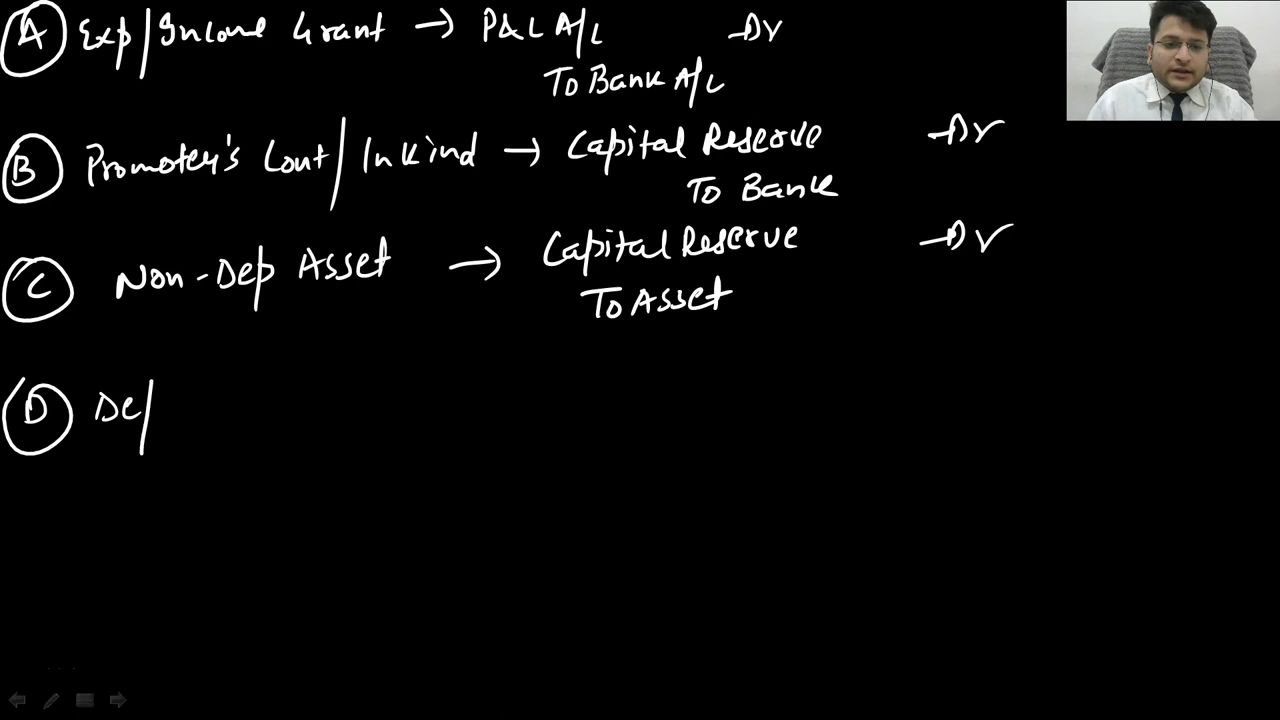 A Exp/Income Grant → P&L A/L Dr
To Bank A/L
B Promoter's Cont/In Kind → Capital Reserve Dr
To Bank
C Non-Dep Asset → Capital Reserve Dr
To Asset
D De/